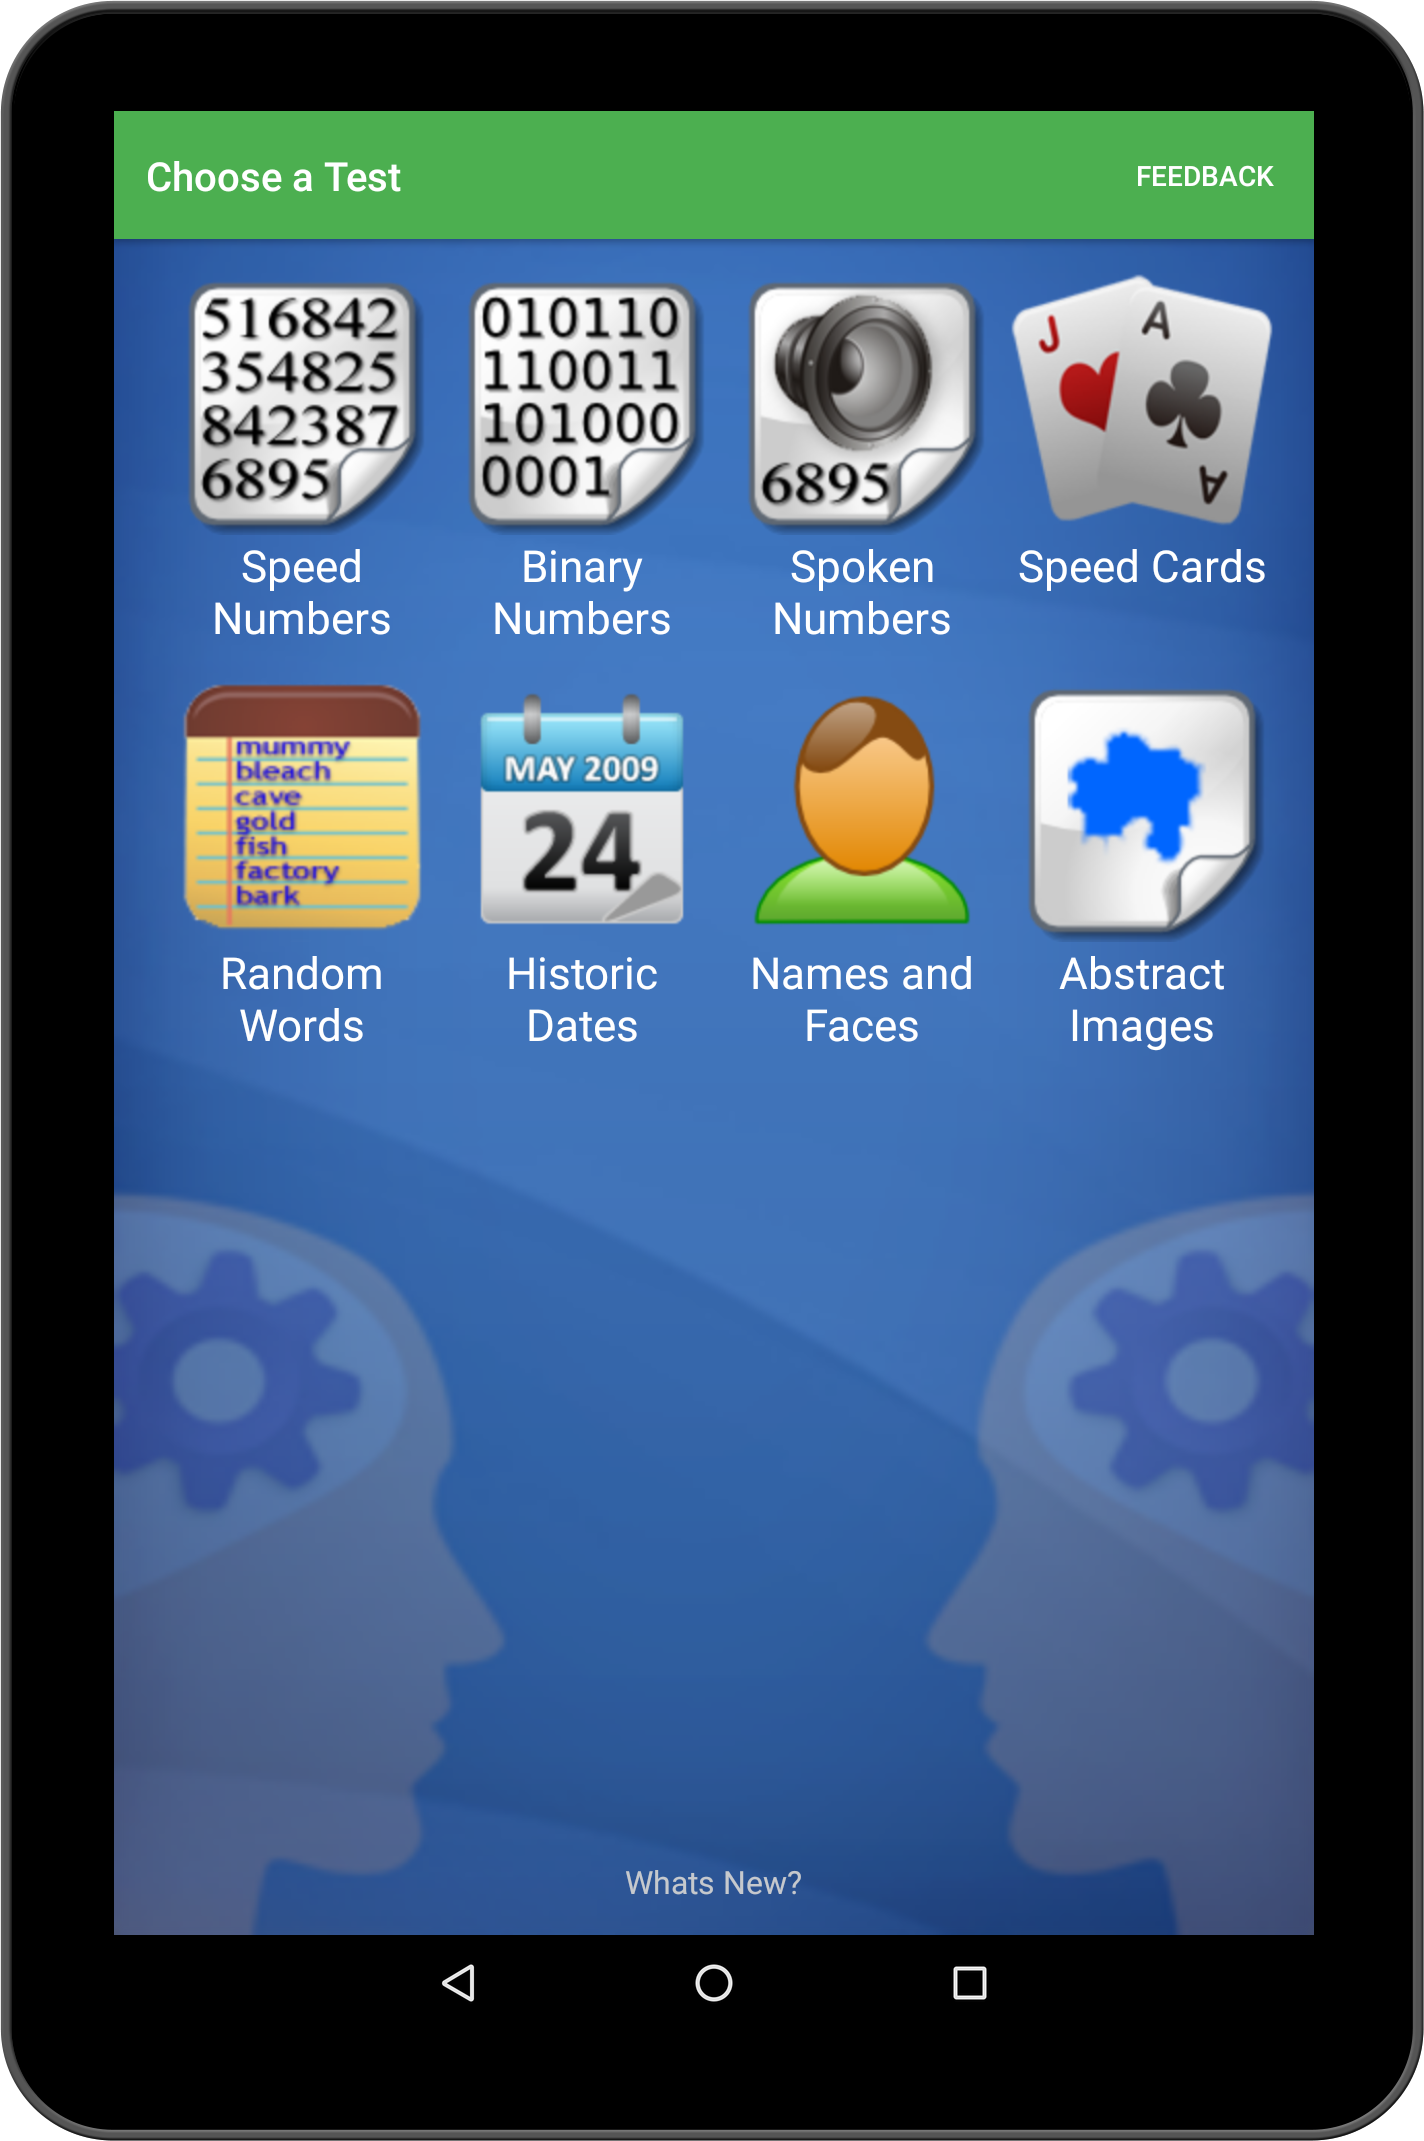 Choose a Test
FEEDBACK
516842
354825
842387
6895
010110
110011
101000
0001
6895
J
A
A
Speed
Numbers
Binary
Numbers
Spoken
Numbers
Speed Cards
mummy
bleach
cave
gold
fish
factory
bark
MAY 2009
24
Random
Words
Historic
Dates
Names and
Faces
Abstract
Images
Whats New?